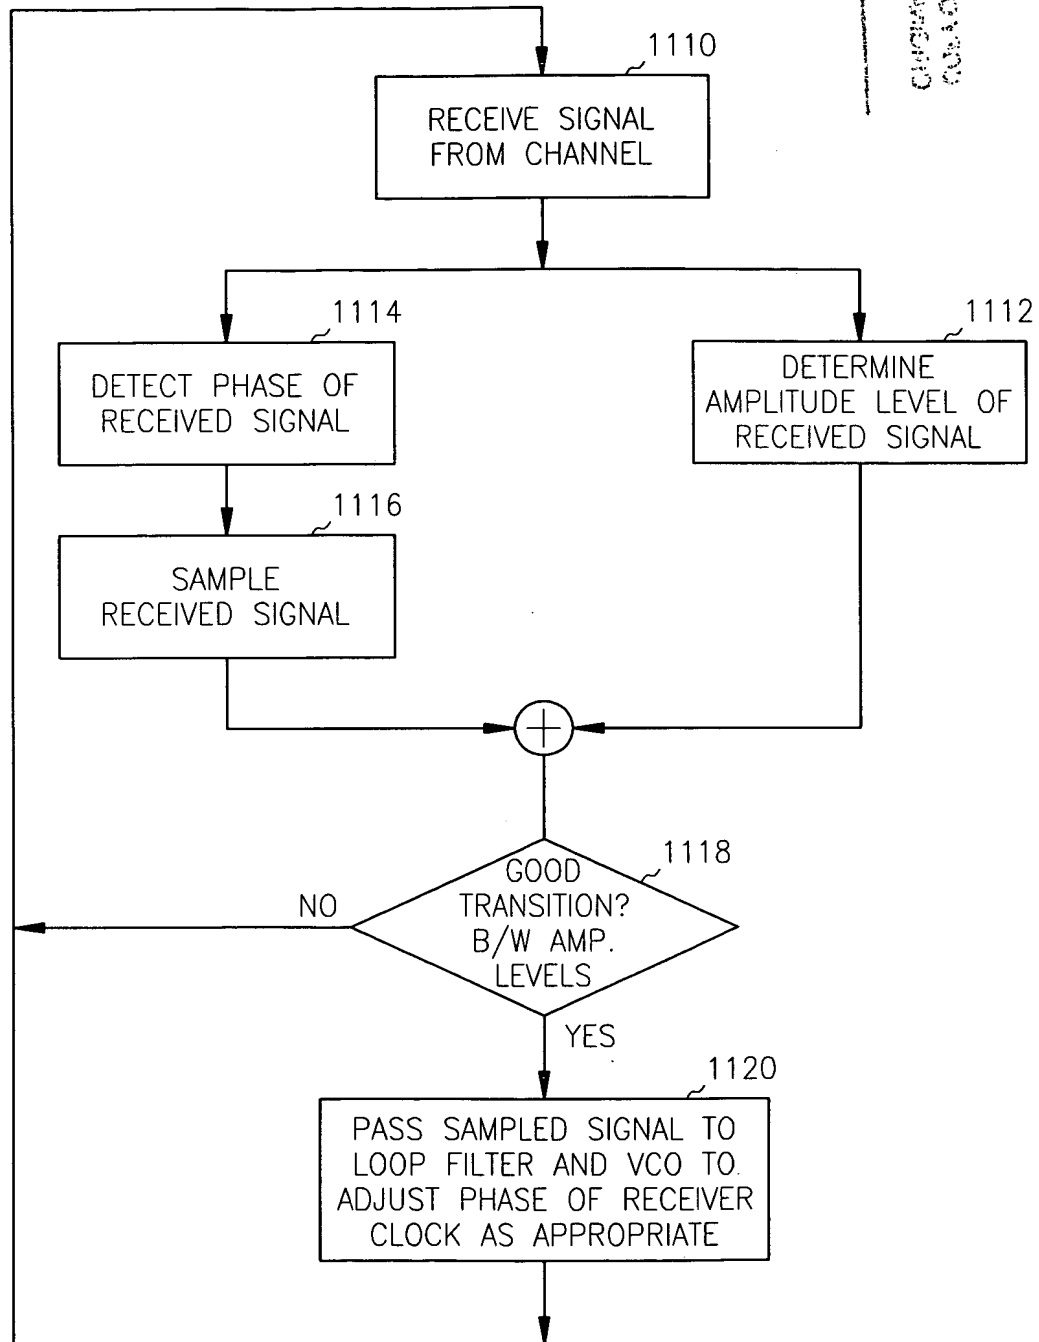 1110
RECEIVE SIGNAL
FROM CHANNEL
1114
DETECT PHASE OF
RECEIVED SIGNAL
1112
DETERMINE
AMPLITUDE LEVEL OF
RECEIVED SIGNAL
1116
SAMPLE
RECEIVED SIGNAL
1118
GOOD
TRANSITION?
B/W AMP.
LEVELS
NO
YES
1120
PASS SAMPLED SIGNAL TO
LOOP FILTER AND VCO TO
ADJUST PHASE OF RECEIVER
CLOCK AS APPROPRIATE